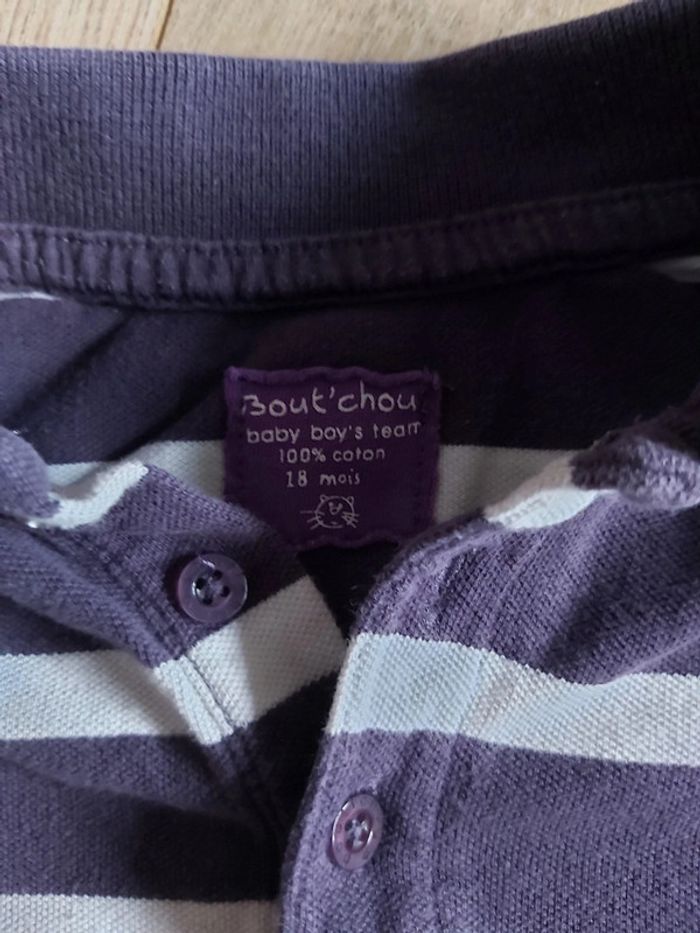 Bout'chou
baby boy's team
100% coton
18 mois